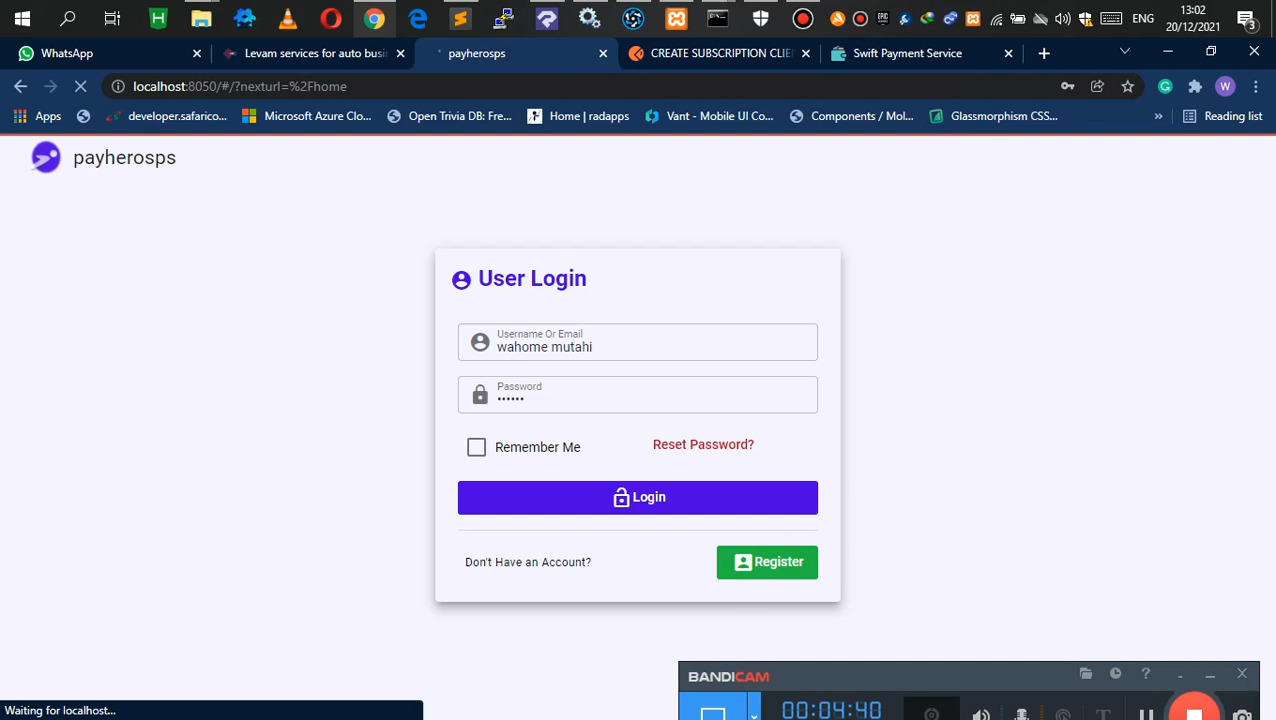 13:02
ENG
20/12/2021
3
WhatsApp
Levam services for auto busi
payherosps
CREATE SUBSCRIPTION CLIE
Swift Payment Service
localhost:8050/#/?nexturl=%2Fhome
W
Apps
developer.safarico...
Microsoft Azure Clou...
Open Trivia DB: Fre...
Home | radapps
Vant - Mobile UI Co...
Components / Mol...
Glassmorphism CSS...
»
Reading list
payherosps
User Login
Username Or Email
wahome mutahi
Password
••••••
Remember Me
Reset Password?
Login
Don't Have an Account?
Register
BANDICAM
00:04:40
Waiting for localhost...